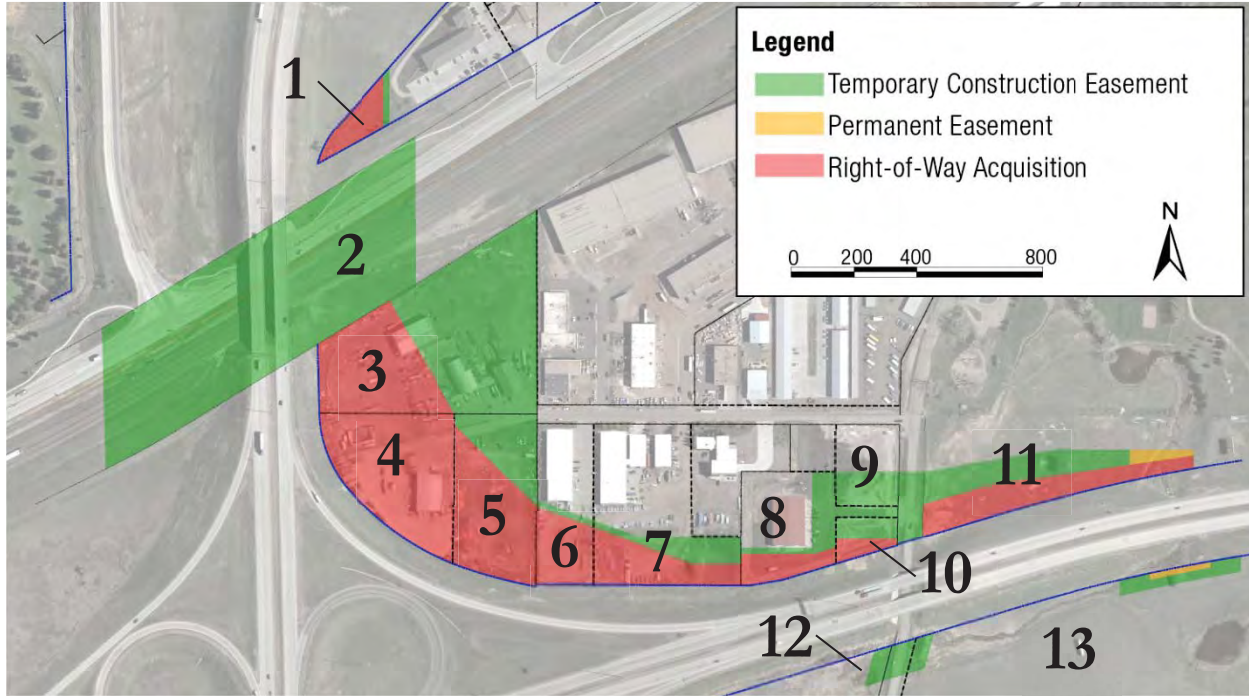 1
Legend
Temporary Construction Easement
Permanent Easement
Right-of-Way Acquisition
N
0 200 400 800
2
3
4
5
6
7
8
9
10
11
12
13